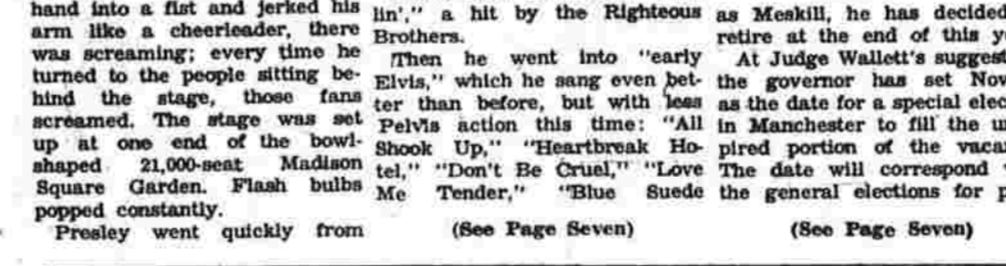 hand into a fist and jerked his
arm like a cheerleader, there
was screaming; every time he
turned to the people sitting be-
hind the stage, those fans
screamed. The stage was set
up at one end of the bowl-
shaped 21,000-seat Madison
Square Garden. Flash bulbs
popped constantly.
Presley went quickly from
lin'," a hit by the Righteous
Brothers.
Then he went into "early
Elvis," which he sang even bet-
ter than before, but with less
Pelvis action this time: "All
Shook Up," "Heartbreak Ho-
tel," "Don't Be Cruel," "Love
Me Tender," "Blue Suede
(See Page Seven)
as Meskill, he has decided
retire at the end of this
At Judge Wallett's
the governor has set
as the date for a special
in Manchester to fill the
pired portion of the
The date will correspond
the general elections for
(See Page Seven)